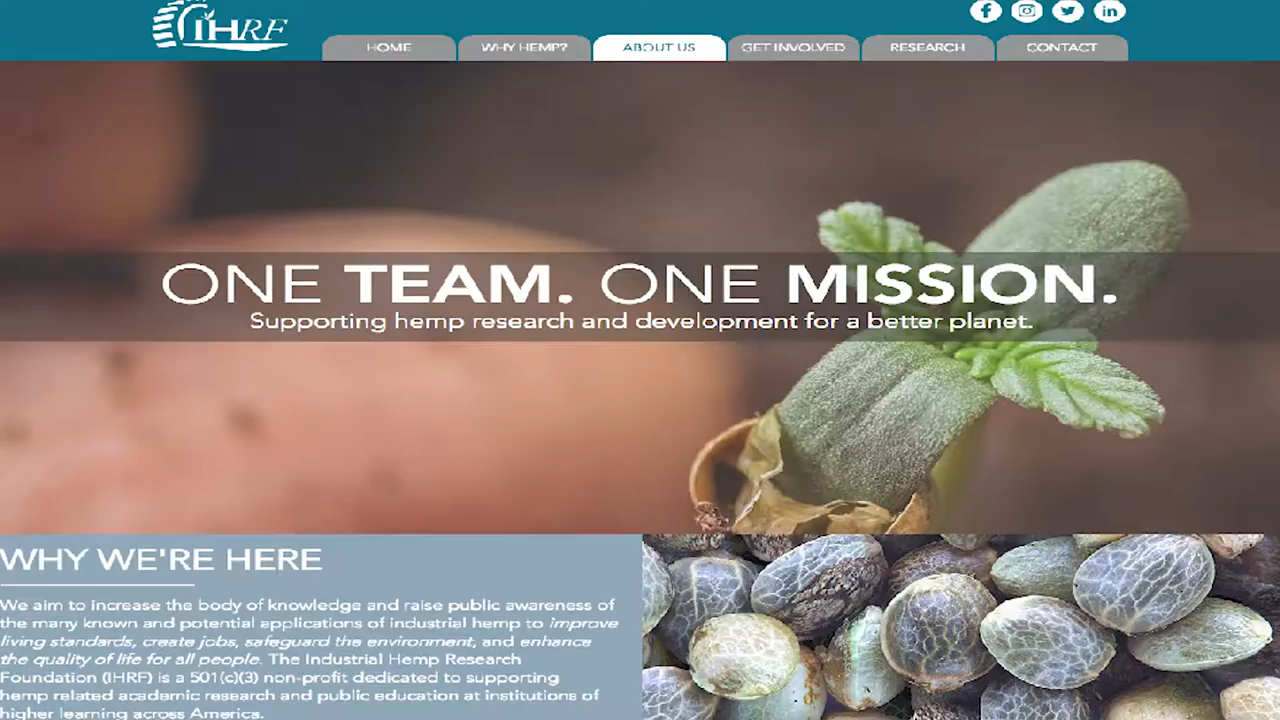 IHRF
HOME WHY HEMP? ABOUT US GET INVOLVED RESEARCH CONTACT
ONE TEAM. ONE MISSION.
Supporting hemp research and development for a better planet.
WHY WE'RE HERE
We aim to increase the body of knowledge and raise public awareness of
the many known and potential applications of industrial hemp to improve
living standards, create jobs, safeguard the environment, and enhance
the quality of life for all people. The Industrial Hemp Research
Foundation (IHRF) is a 501(c)(3) non-profit dedicated to supporting
hemp related academic research and public education at institutions of
higher learning across America.